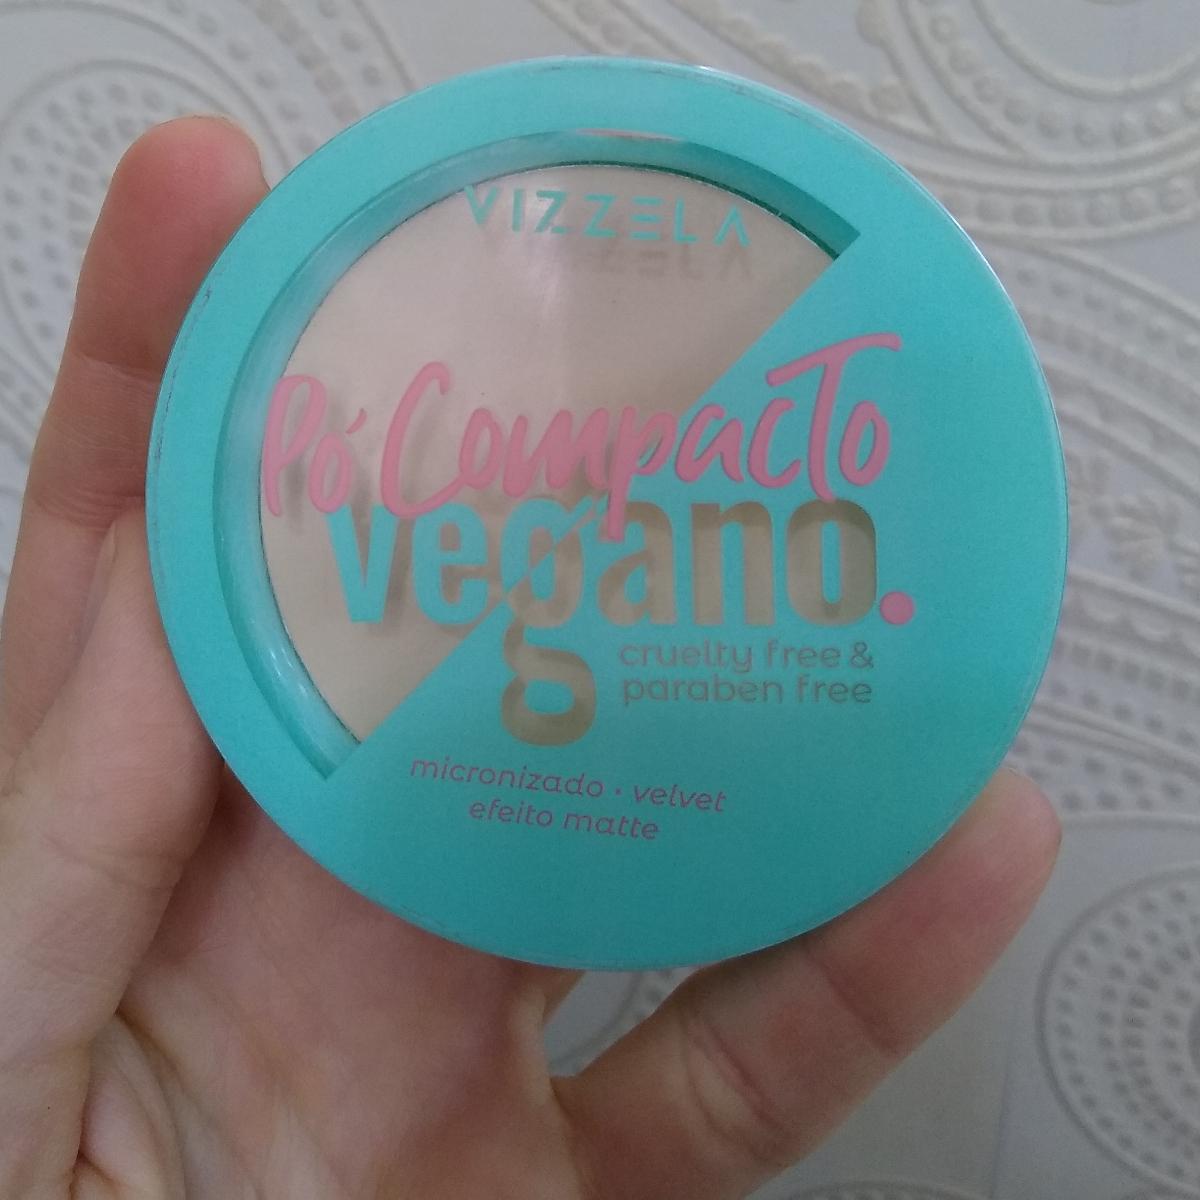 VIZZELA
Pó Compacto
vegano.
cruelty free &
paraben free
micronizado • velvet
efeito matte